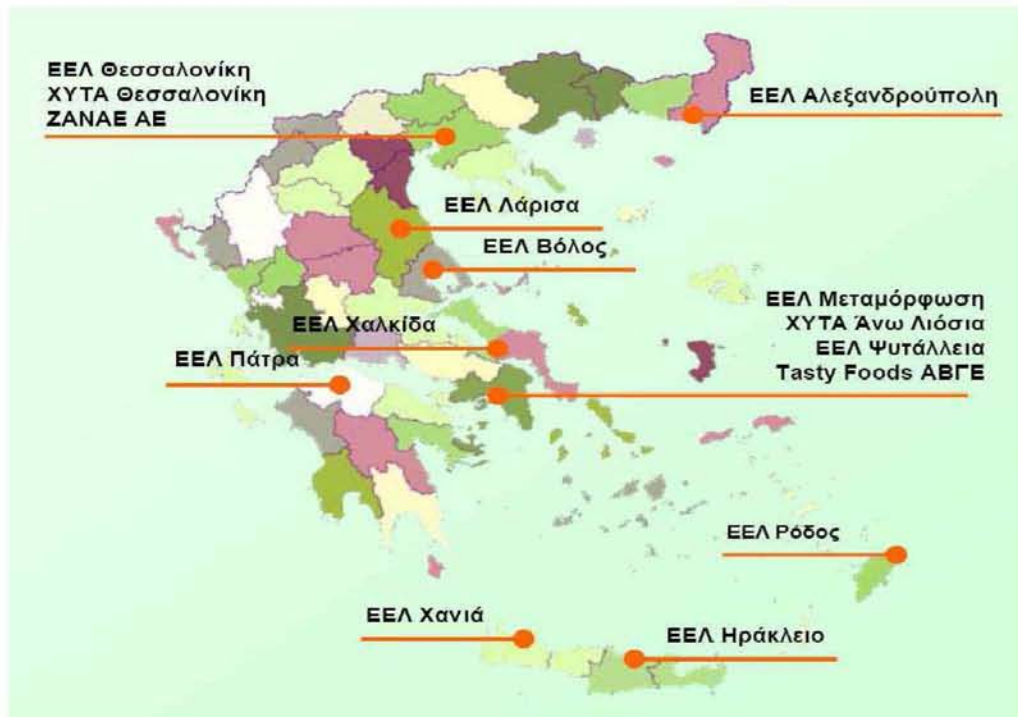 ΕΕΛ Θεσσαλονίκη
ΧΥΤΑ Θεσσαλονίκη
ΖΑΝΑΕ ΑΕ
ΕΕΛ Αλεξανδρούπολη
ΕΕΛ Λάρισα
ΕΕΛ Βόλος
ΕΕΛ Μεταμόρφωση
ΧΥΤΑ Άνω Λιόσια
ΕΕΛ Ψυτάλλεια
Tasty Foods ΑΒΓΕ
ΕΕΛ Χαλκίδα
ΕΕΛ Πάτρα
ΕΕΛ Ρόδος
ΕΕΛ Χανιά
ΕΕΛ Ηράκλειο